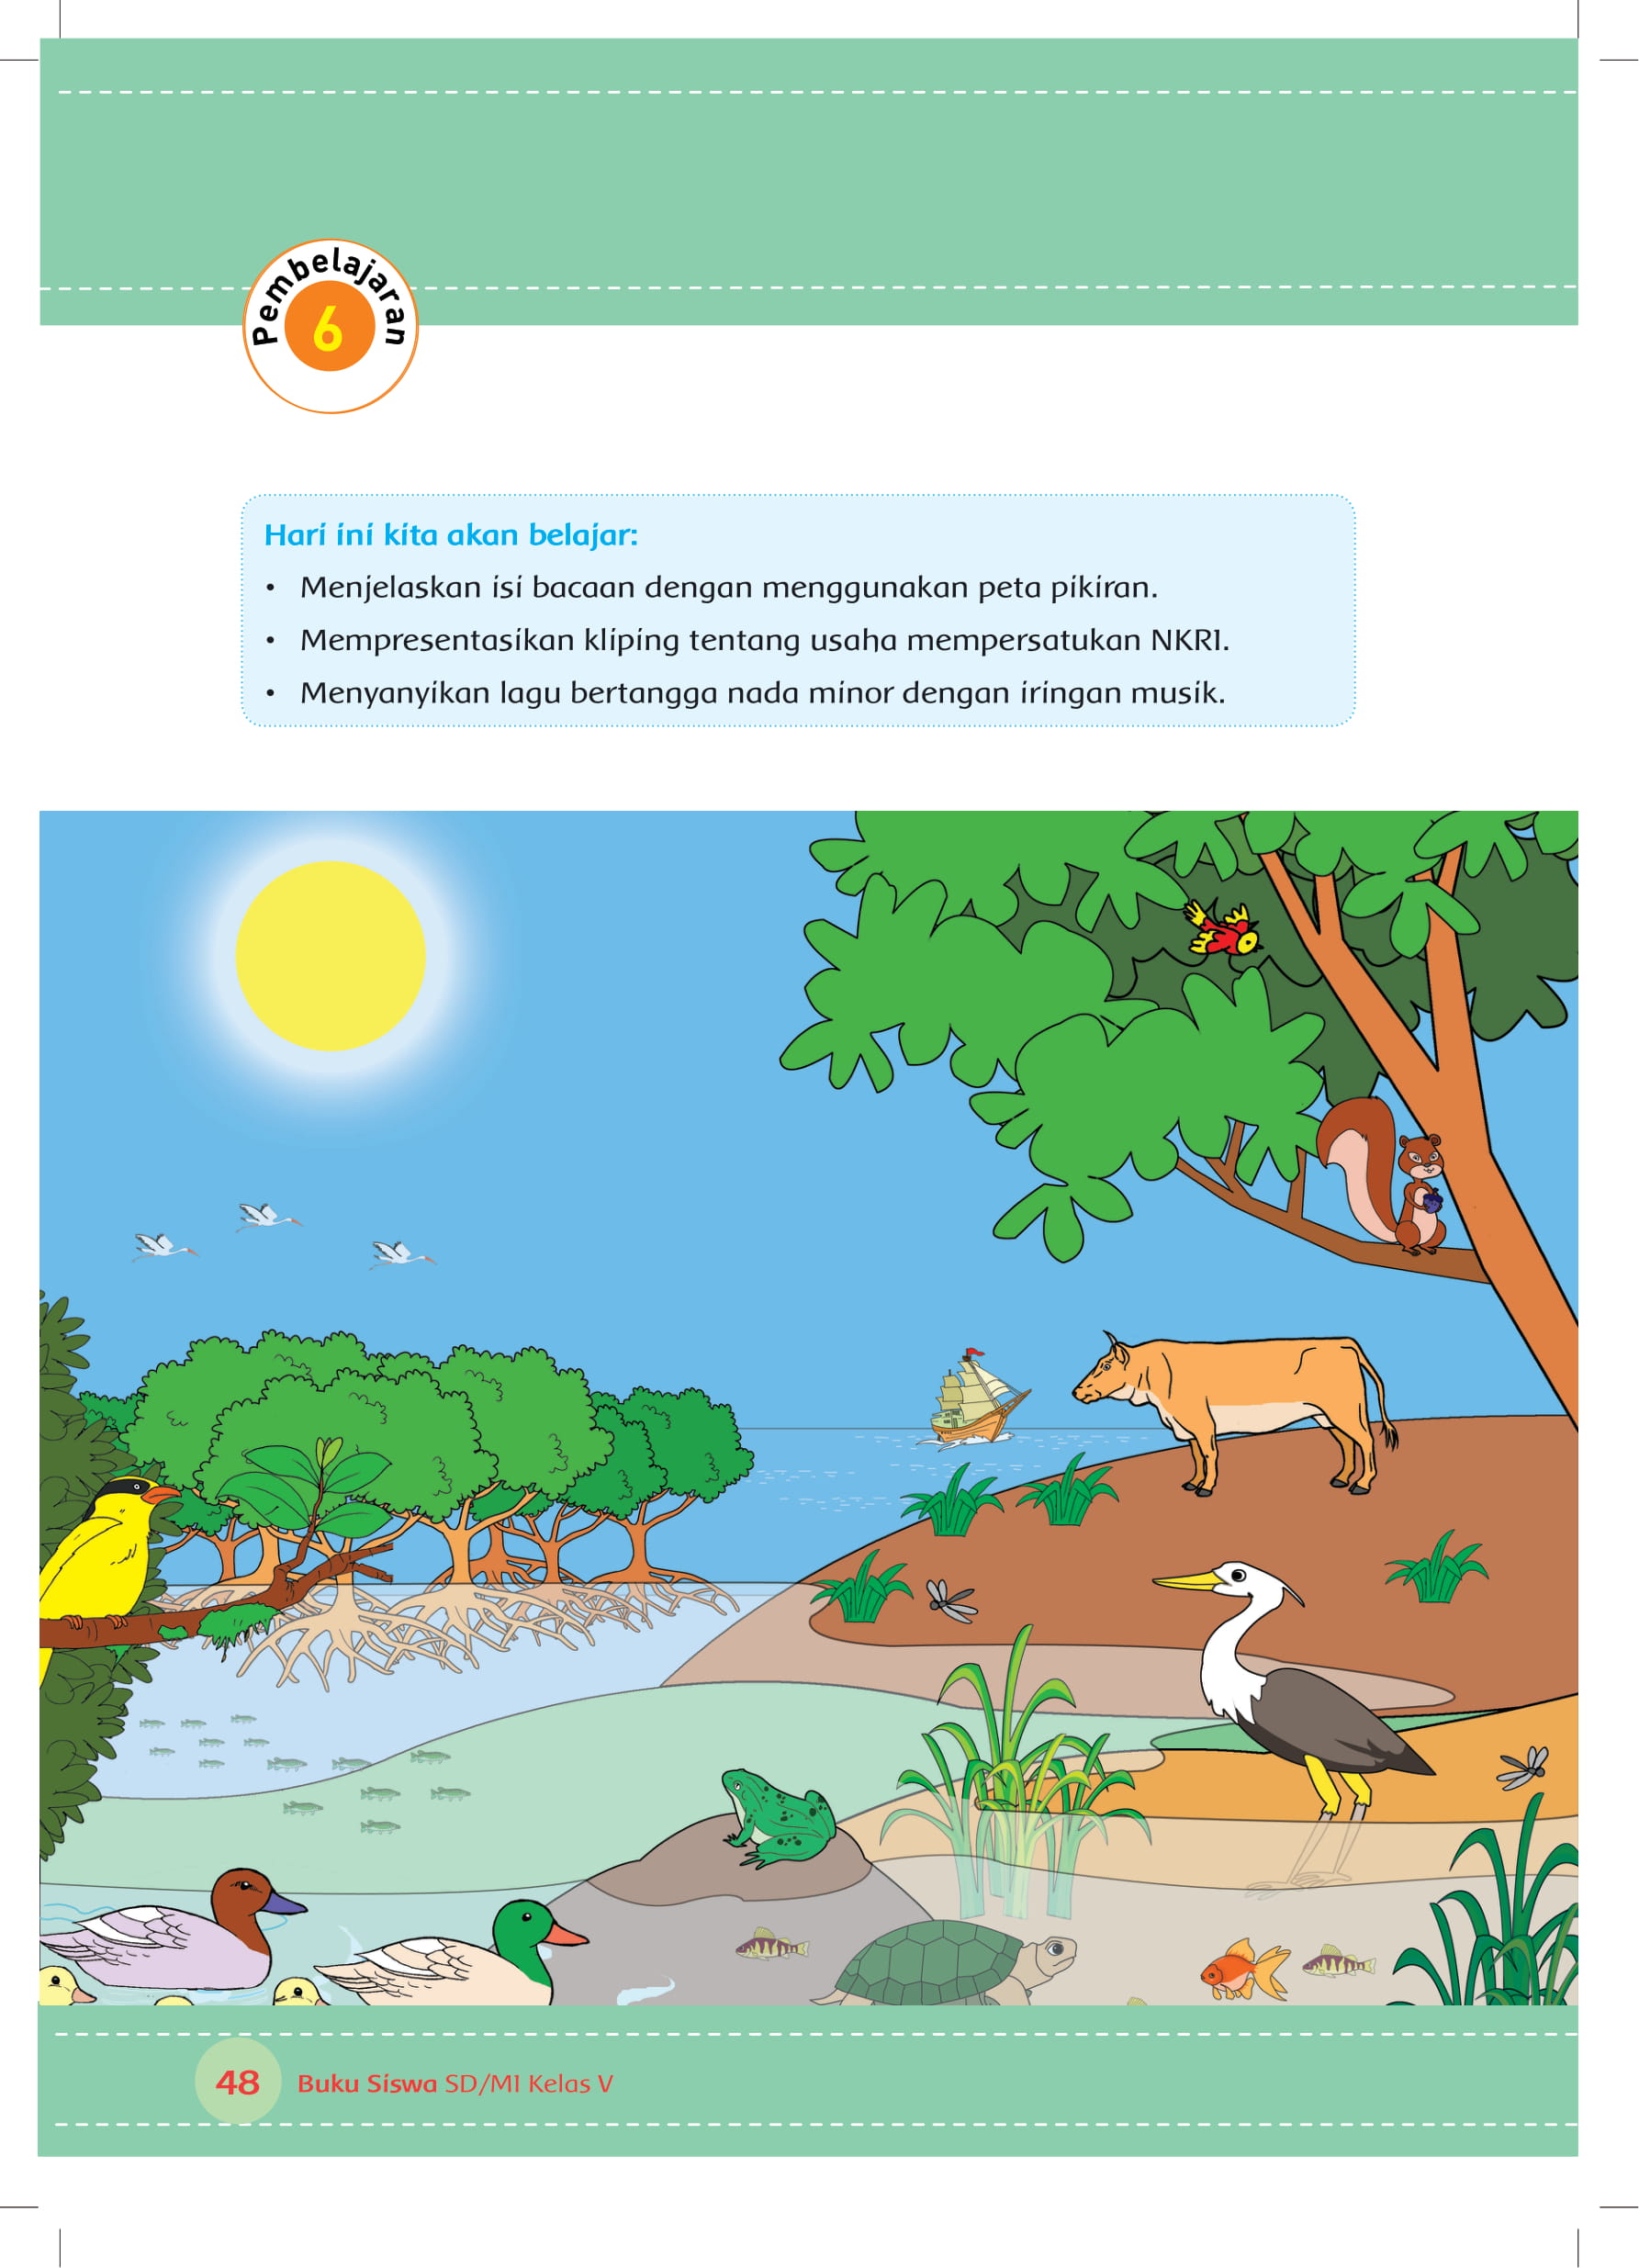 Pembelajaran
6
Hari ini kita akan belajar:
• Menjelaskan isi bacaan dengan menggunakan peta pikiran.
• Mempresentasikan kliping tentang usaha mempersatukan NKRI.
• Menyanyikan lagu bertangga nada minor dengan iringan musik.
48 Buku Siswa SD/MI Kelas V